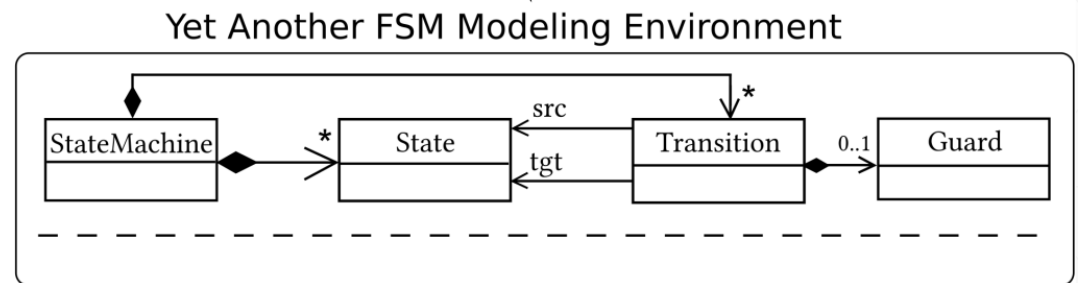 Yet Another FSM Modeling Environment
*
src
StateMachine
*
State
Transition
0..1
Guard
tgt